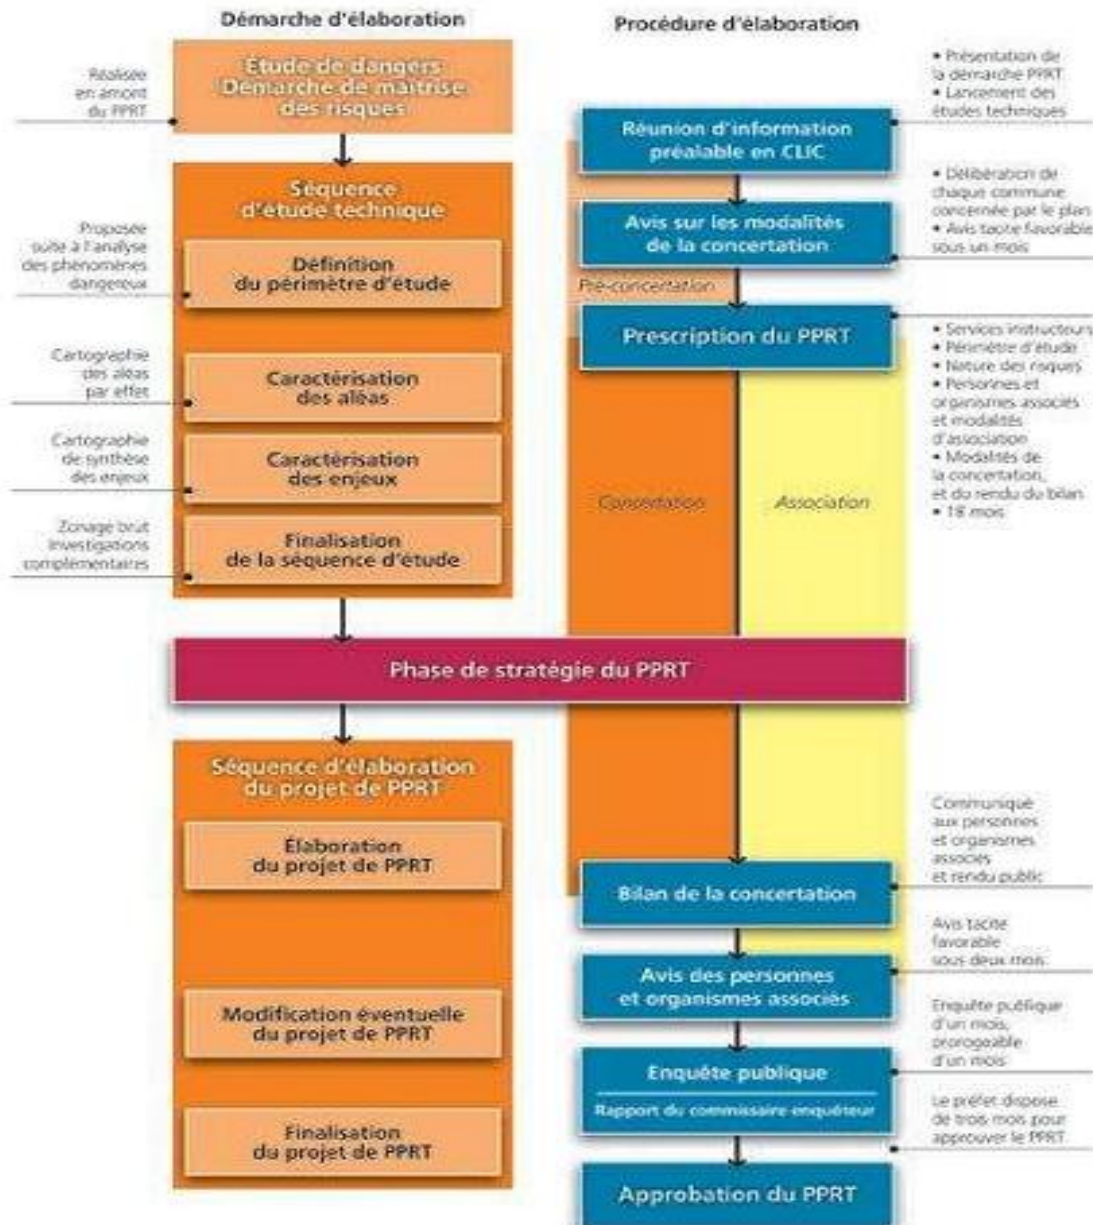 Démarche d'élaboration
Réalisée
en amont
du PPRT
Étude de dangers
Démarche de maîtrise
des risques
Séquence
d'étude technique
Proposée
suite à l'analyse
des phénomènes
dangereux
Définition
du périmètre d'étude
Cartographie
des aléas
par effet
Caractérisation
des aléas
Cartographie
de synthèse
des enjeux
Caractérisation
des enjeux
Zonage brut
Investigations
complémentaires
Finalisation
de la séquence d'étude
Procédure d'élaboration
Réunion d'information
préalable en CLIC
• Présentation de
la démarche PPRT
• Lancement des
études techniques
Avis sur les modalités
de la concertation
• Délibération de
chaque commune
concernée par le plan
• Avis tacite favorable
sous un mois
Pré-concertation
Prescription du PPRT
• Services instructeurs
• Périmètre d'étude
• Nature des risques
• Personnes et
organismes associés
et modalités
d'association
• Modalités de
la concertation,
et du rendu du bilan
• 18 mois
Concertation
Association
Phase de stratégie du PPRT
Séquence d'élaboration
du projet de PPRT
Élaboration
du projet de PPRT
Modification éventuelle
du projet de PPRT
Finalisation
du projet de PPRT
Bilan de la concertation
Communiqué
aux personnes
et organismes
associés
et rendu public
Avis des personnes
et organismes associés
Avis tacite
favorable
sous deux mois
Enquête publique
Rapport du commissaire enquêteur
Enquête publique
d'un mois,
prorogeable
d'un mois
Le préfet dispose
de trois mois pour
approuver le PPRT
Approbation du PPRT